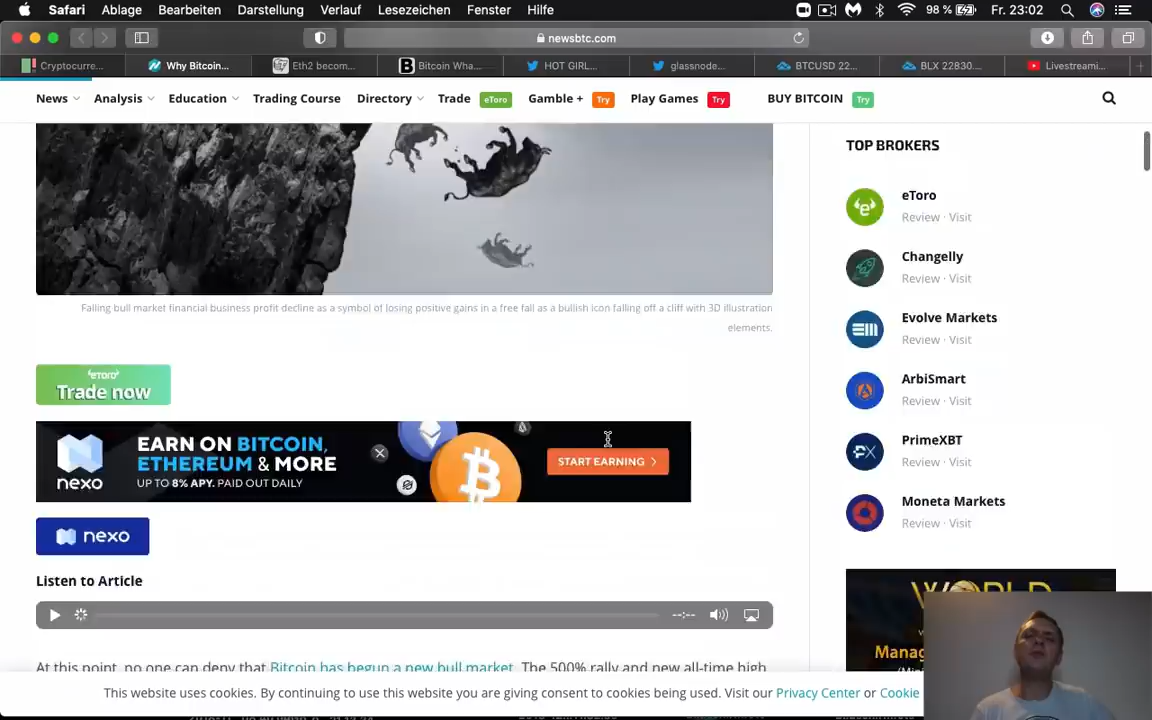 Safari Ablage Bearbeiten Darstellung Verlauf Lesezeichen Fenster Hilfe 98 % Fr. 23:02
newsbtc.com
Cryptocurre... Why Bitcoin... Eth2 becom... Bitcoin Wha... HOT GIRL... glassnode... BTCUSD 22... BLX 22830... Livestreami...
News Analysis Education Trading Course Directory Trade eToro Gamble + Try Play Games Try BUY BITCOIN Try
TOP BROKERS
eToro
Review · Visit
Changelly
Review · Visit
Evolve Markets
Review · Visit
ArbiSmart
Review · Visit
PrimeXBT
Review · Visit
Moneta Markets
Review · Visit
Falling bull market financial business profit decline as a symbol of losing positive gains in a free fall as a bullish icon falling off a cliff with 3D illustration
elements.
eToro
Trade now
nexo
EARN ON BITCOIN,
ETHEREUM & MORE
UP TO 8% APY. PAID OUT DAILY
START EARNING
nexo
Listen to Article
--:--
WORLD
At this point, no one can deny that Bitcoin has begun a new bull market. The 500% rally and new all-time high
This website uses cookies. By continuing to use this website you are giving consent to cookies being used. Visit our Privacy Center or Cookie